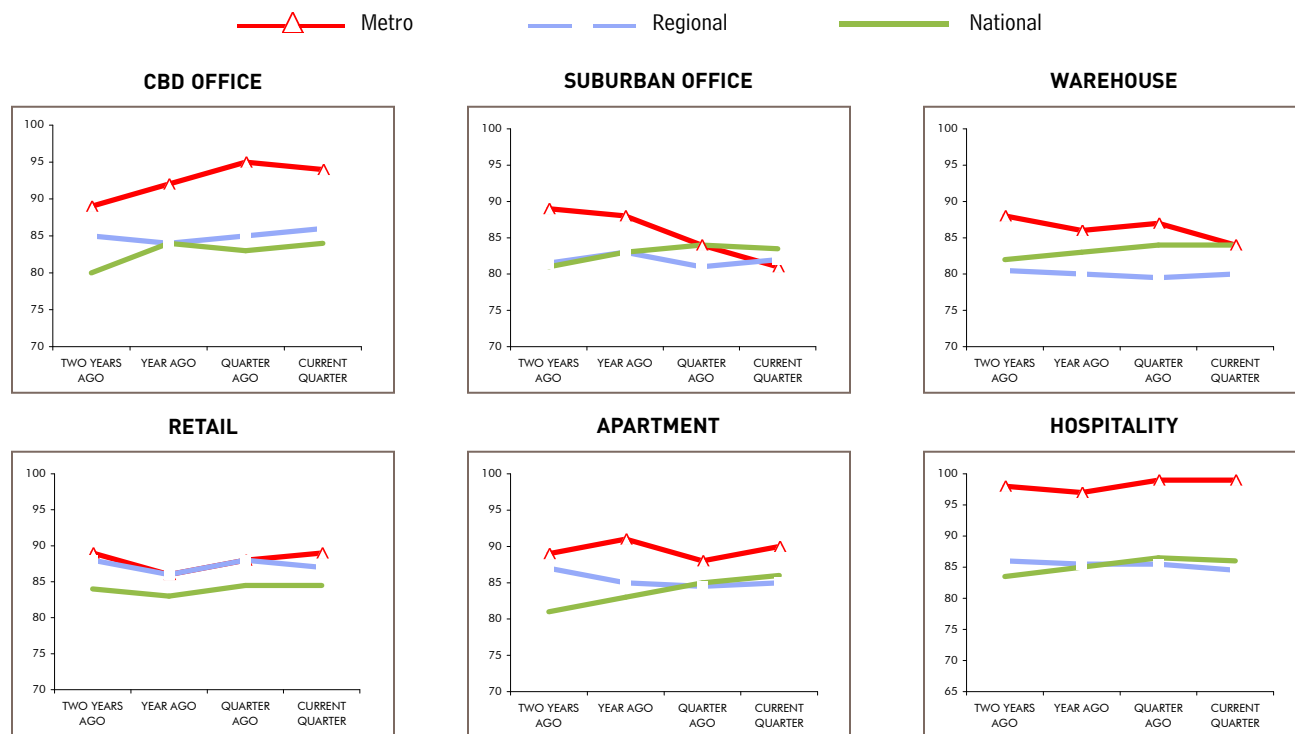 Metro Regional National
CBD OFFICE
100
95
90
85
80
75
70
TWO YEARS AGO
YEAR AGO
QUARTER AGO
CURRENT QUARTER
SUBURBAN OFFICE
100
95
90
85
80
75
70
TWO YEARS AGO
YEAR AGO
QUARTER AGO
CURRENT QUARTER
WAREHOUSE
100
95
90
85
80
75
70
TWO YEARS AGO
YEAR AGO
QUARTER AGO
CURRENT QUARTER
RETAIL
100
95
90
85
80
75
70
TWO YEARS AGO
YEAR AGO
QUARTER AGO
CURRENT QUARTER
APARTMENT
100
95
90
85
80
75
70
TWO YEARS AGO
YEAR AGO
QUARTER AGO
CURRENT QUARTER
HOSPITALITY
100
95
90
85
80
75
70
65
TWO YEARS AGO
YEAR AGO
QUARTER AGO
CURRENT QUARTER